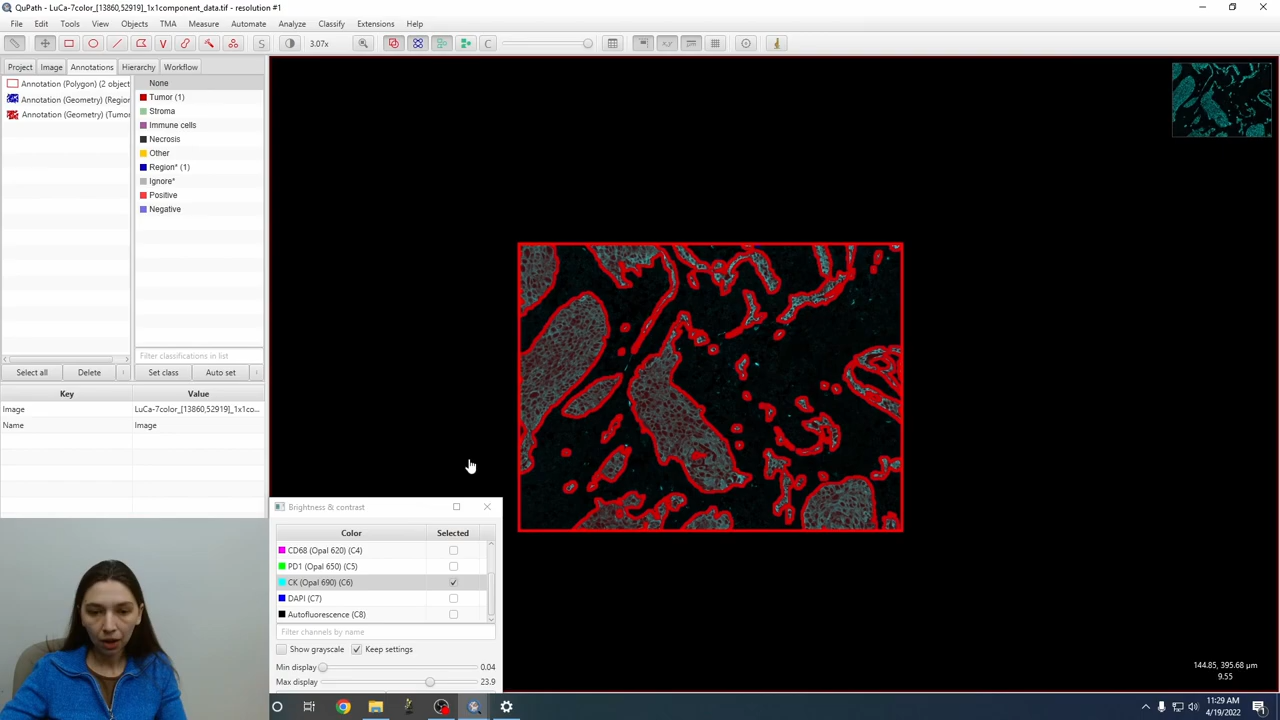 QuPath - LuCa-7color_[13860,52919]_1x1component_data.tif - resolution #1
File Edit Tools View Objects TMA Measure Automate Analyze Classify Extensions Help
3.07x
S
C
Project Image Annotations Hierarchy Workflow
Annotation (Polygon) (2 object
Annotation (Geometry) (Region
Annotation (Geometry) (Tumo
None
Tumor (1)
Stroma
Immune cells
Necrosis
Other
Region* (1)
Ignore*
Positive
Negative
Filter classifications in list
Select all Delete Set class Auto set
Key Value
Image LuCa-7color_[13860,52919]_1x1co...
Name Image
Brightness & contrast
Color Selected
CD68 (Opal 620) (C4)
PD1 (Opal 650) (C5)
CK (Opal 690) (C6)
DAPI (C7)
Autofluorescence (C8)
Filter channels by name
Show grayscale Keep settings
Min display 0.04
Max display 23.9
144.85, 395.68 µm
9.55
11:29 AM
4/19/2022